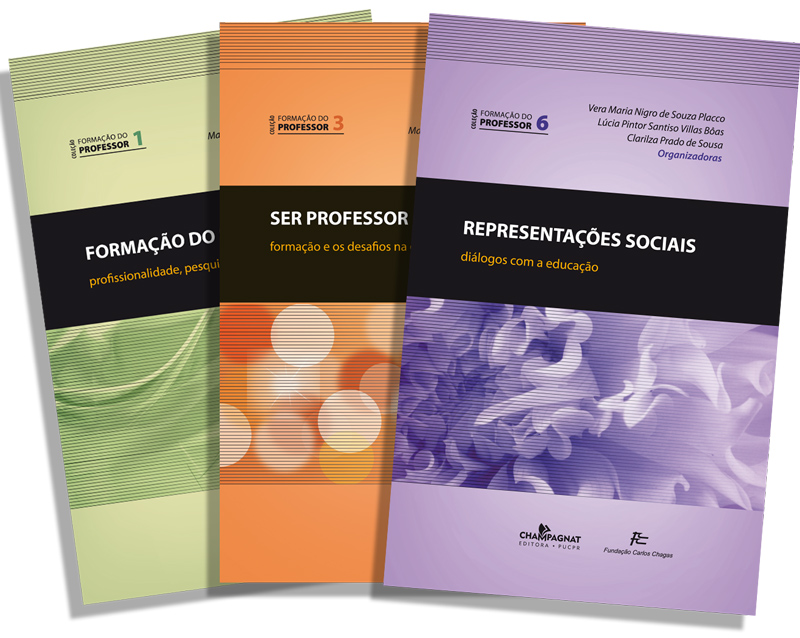 COLEÇÃO
FORMAÇÃO DO
PROFESSOR 1
FORMAÇÃO DO
profissionalidade,
COLEÇÃO
FORMAÇÃO DO
PROFESSOR 3
SER PROFESSOR
formação e os desafios na
COLEÇÃO
FORMAÇÃO DO
PROFESSOR 6
Vera Maria Nigro de Souza Placco
Lúcia Pintor Santiso Villas Bôas
Clarilza Prado de Sousa
Organizadoras
REPRESENTAÇÕES SOCIAIS
diálogos com a educação
CHAMPAGNAT
EDITORA • PUCPR
FC
Fundação Carlos Chagas